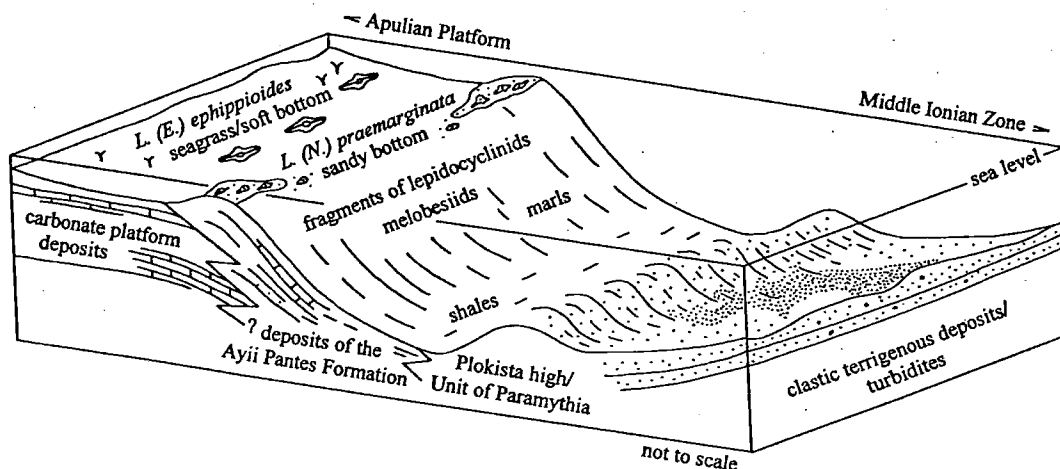 Apulian Platform
Middle Ionian Zone
sea level
L. (E.) ephippioides
seagrass/soft bottom
L. (N.) praemarginata
sandy bottom
fragments of lepidocyclinids
melobesiids
marls
shales
carbonate platform
deposits
? deposits of the
Ayii Pantes Formation
Plokista high/
Unit of Paramythia
clastic terrigenous deposits/
turbidites
not to scale